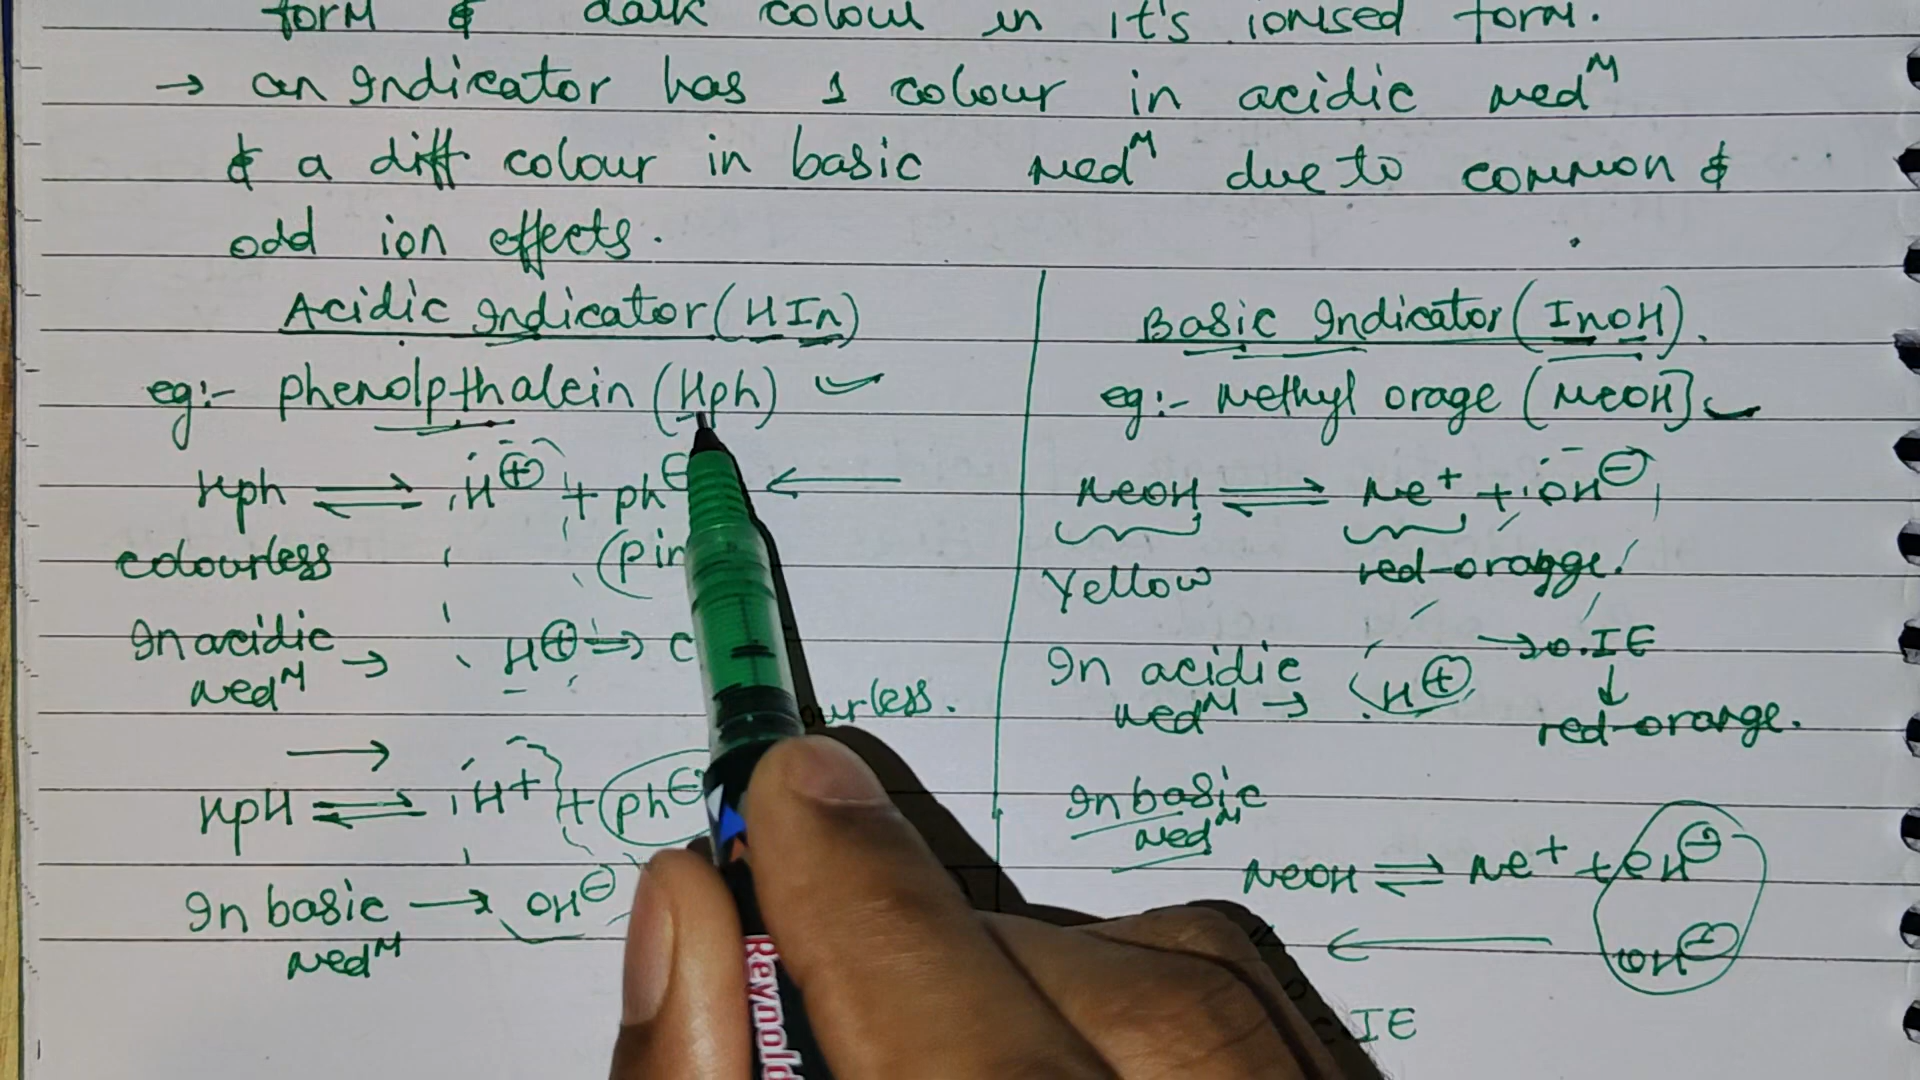 form & dark colour in it's ionised form.
→ an Indicator has 1 colour in acidic medᴹ
& a diff colour in basic medᴹ due to common &
odd ion effects.
Acidic Indicator (HIn)
eg:- phenolpthalein (Hph)
Hph ⇌ H⊕ + ph⊖ ←
colourless (pin
In acidic medᴹ → H⊕ ⇒ C
ourless.
→
HpH ⇌ H+ + ph⊖
In basic medᴹ → OH⊖
Basic Indicator (InOH).
eg:- Methyl orage (MeOH)
MeOH ⇌ Me+ + OH⊖
Yellow red-oragge.
In acidic medᴹ → H⊕ → O.IE
↓
red-orange.
In basic medᴹ
MeOH ⇌ Me+ + OH⊖
← OH⊖
IE
Reynold